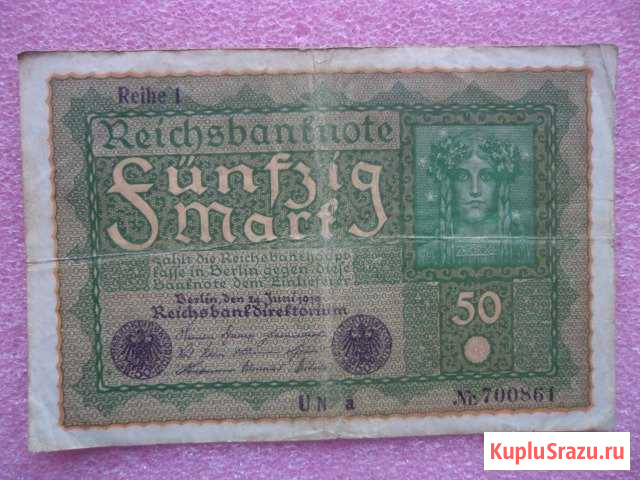 Reihe 1
Reichsbanknote
Fünfzig
Mark
zahlt die Reichsbankhaupt
kasse in Berlin gegen diese
Banknote dem Einlieferer
Berlin, den 24. Juni 1919
Reichsbankdirektorium
50
UN a
Nr. 700861
KupluSrazu.ru